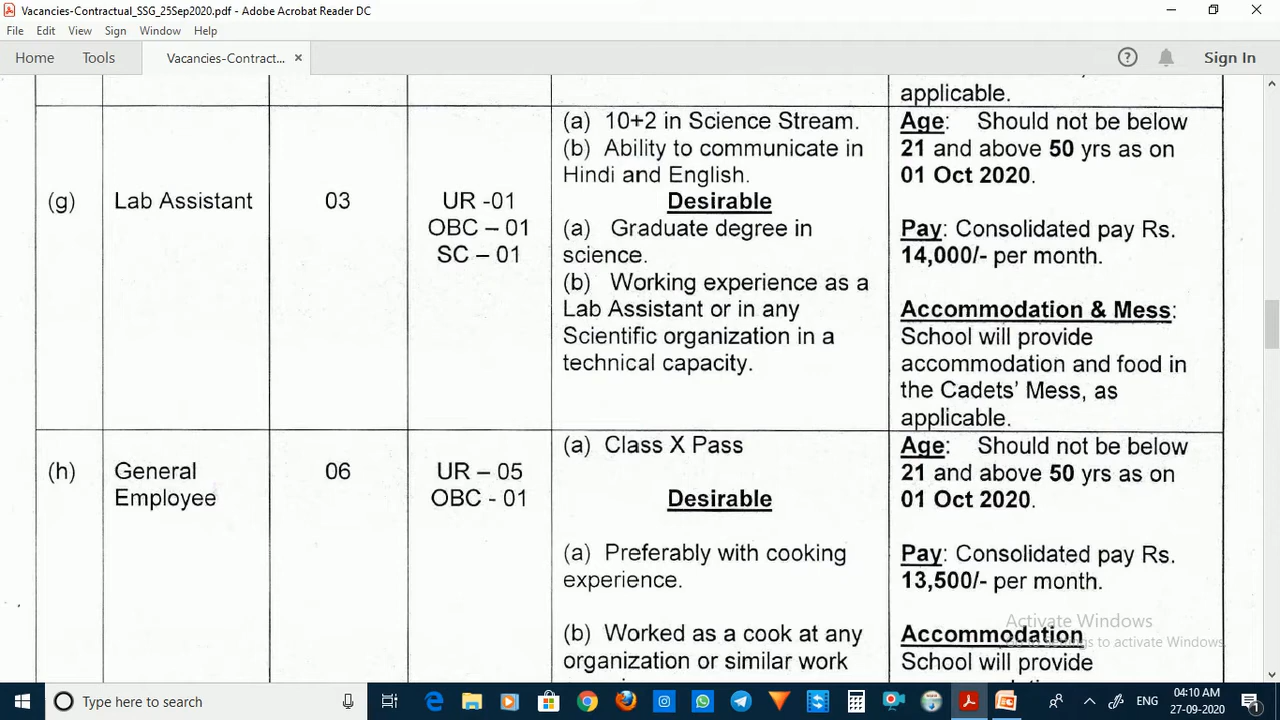 Vacancies-Contractual_SSG_25Sep2020.pdf - Adobe Acrobat Reader DC
File Edit View Sign Window Help
Home Tools Vacancies-Contract... × Sign In
applicable.
(g) Lab Assistant 03
UR -01
OBC – 01
SC – 01
(a) 10+2 in Science Stream.
(b) Ability to communicate in
Hindi and English.
Desirable
(a) Graduate degree in
science.
(b) Working experience as a
Lab Assistant or in any
Scientific organization in a
technical capacity.
Age: Should not be below
21 and above 50 yrs as on
01 Oct 2020.
Pay: Consolidated pay Rs.
14,000/- per month.
Accommodation & Mess:
School will provide
accommodation and food in
the Cadets' Mess, as
applicable.
(h) General
Employee
06
UR – 05
OBC - 01
(a) Class X Pass
Desirable
(a) Preferably with cooking
experience.
(b) Worked as a cook at any
organization or similar work
Age: Should not be below
21 and above 50 yrs as on
01 Oct 2020.
Pay: Consolidated pay Rs.
13,500/- per month.
Accommodation
School will provide
Activate Windows
Go to Settings to activate Windows.
Type here to search
ENG
04:10 AM
27-09-2020